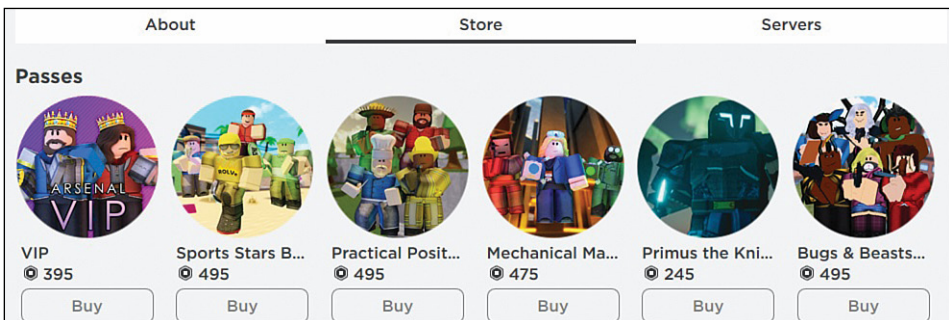 About Store Servers
Passes
ARSENAL
VIP
BOLVe
VIP Sports Stars B... Practical Posit... Mechanical Ma... Primus the Kni... Bugs & Beasts...
395 495 495 475 245 495
Buy Buy Buy Buy Buy Buy